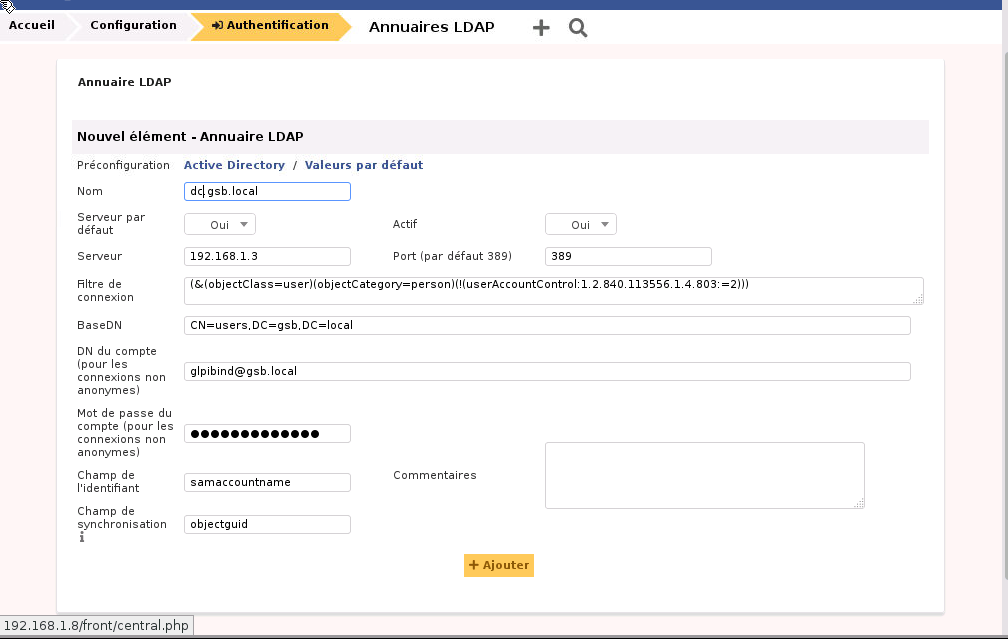 Accueil Configuration Authentification Annuaires LDAP
Annuaire LDAP
Nouvel élément - Annuaire LDAP
Préconfiguration Active Directory / Valeurs par défaut
Nom dc.gsb.local
Serveur par
défaut Oui Actif Oui
Serveur 192.168.1.3 Port (par défaut 389) 389
Filtre de
connexion (&(objectClass=user)(objectCategory=person)(!(userAccountControl:1.2.840.113556.1.4.803:=2)))
BaseDN CN=users,DC=gsb,DC=local
DN du compte
(pour les
connexions non
anonymes) glpibind@gsb.local
Mot de passe du
compte (pour les
connexions non
anonymes) ●●●●●●●●●●●●●
Champ de
l'identifiant samaccountname Commentaires
Champ de
synchronisation objectguid
+ Ajouter
192.168.1.8/front/central.php